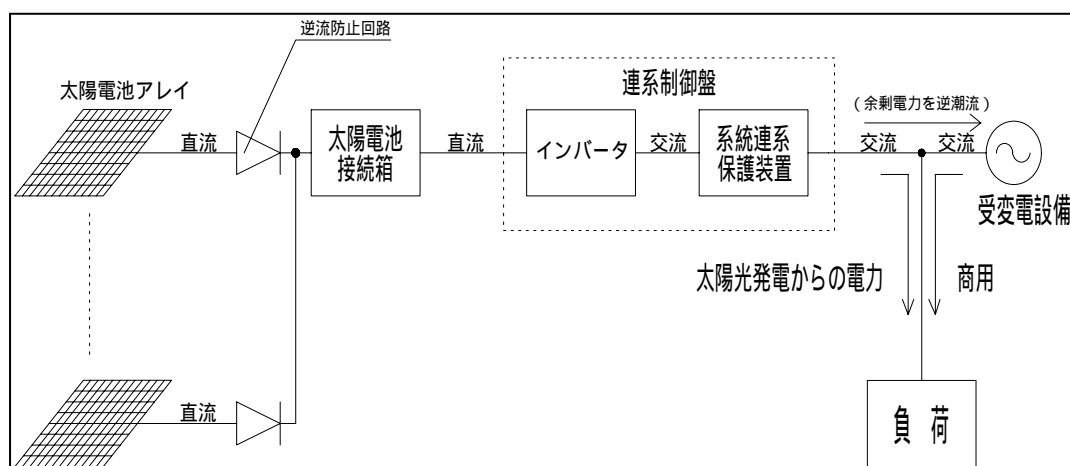 逆流防止回路
太陽電池アレイ
連系制御盤
(余剰電力を逆潮流)
直流
太陽電池
接続箱
直流
インバータ
交流
系統連系
保護装置
交流
交流
受変電設備
太陽光発電からの電力
商用
直流
負 荷